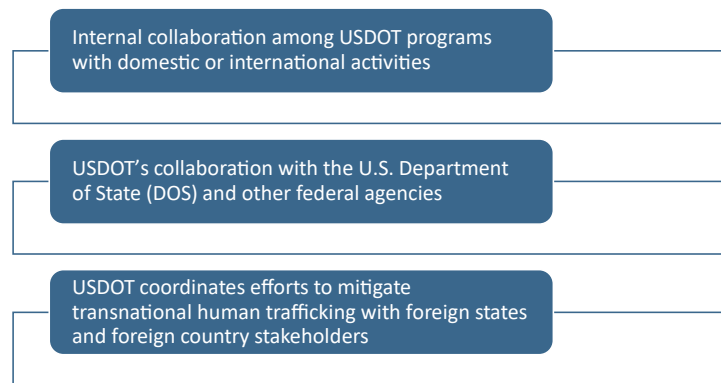 Internal collaboration among USDOT programs
with domestic or international activities
USDOT’s collaboration with the U.S. Department
of State (DOS) and other federal agencies
USDOT coordinates efforts to mitigate
transnational human trafficking with foreign states
and foreign country stakeholders